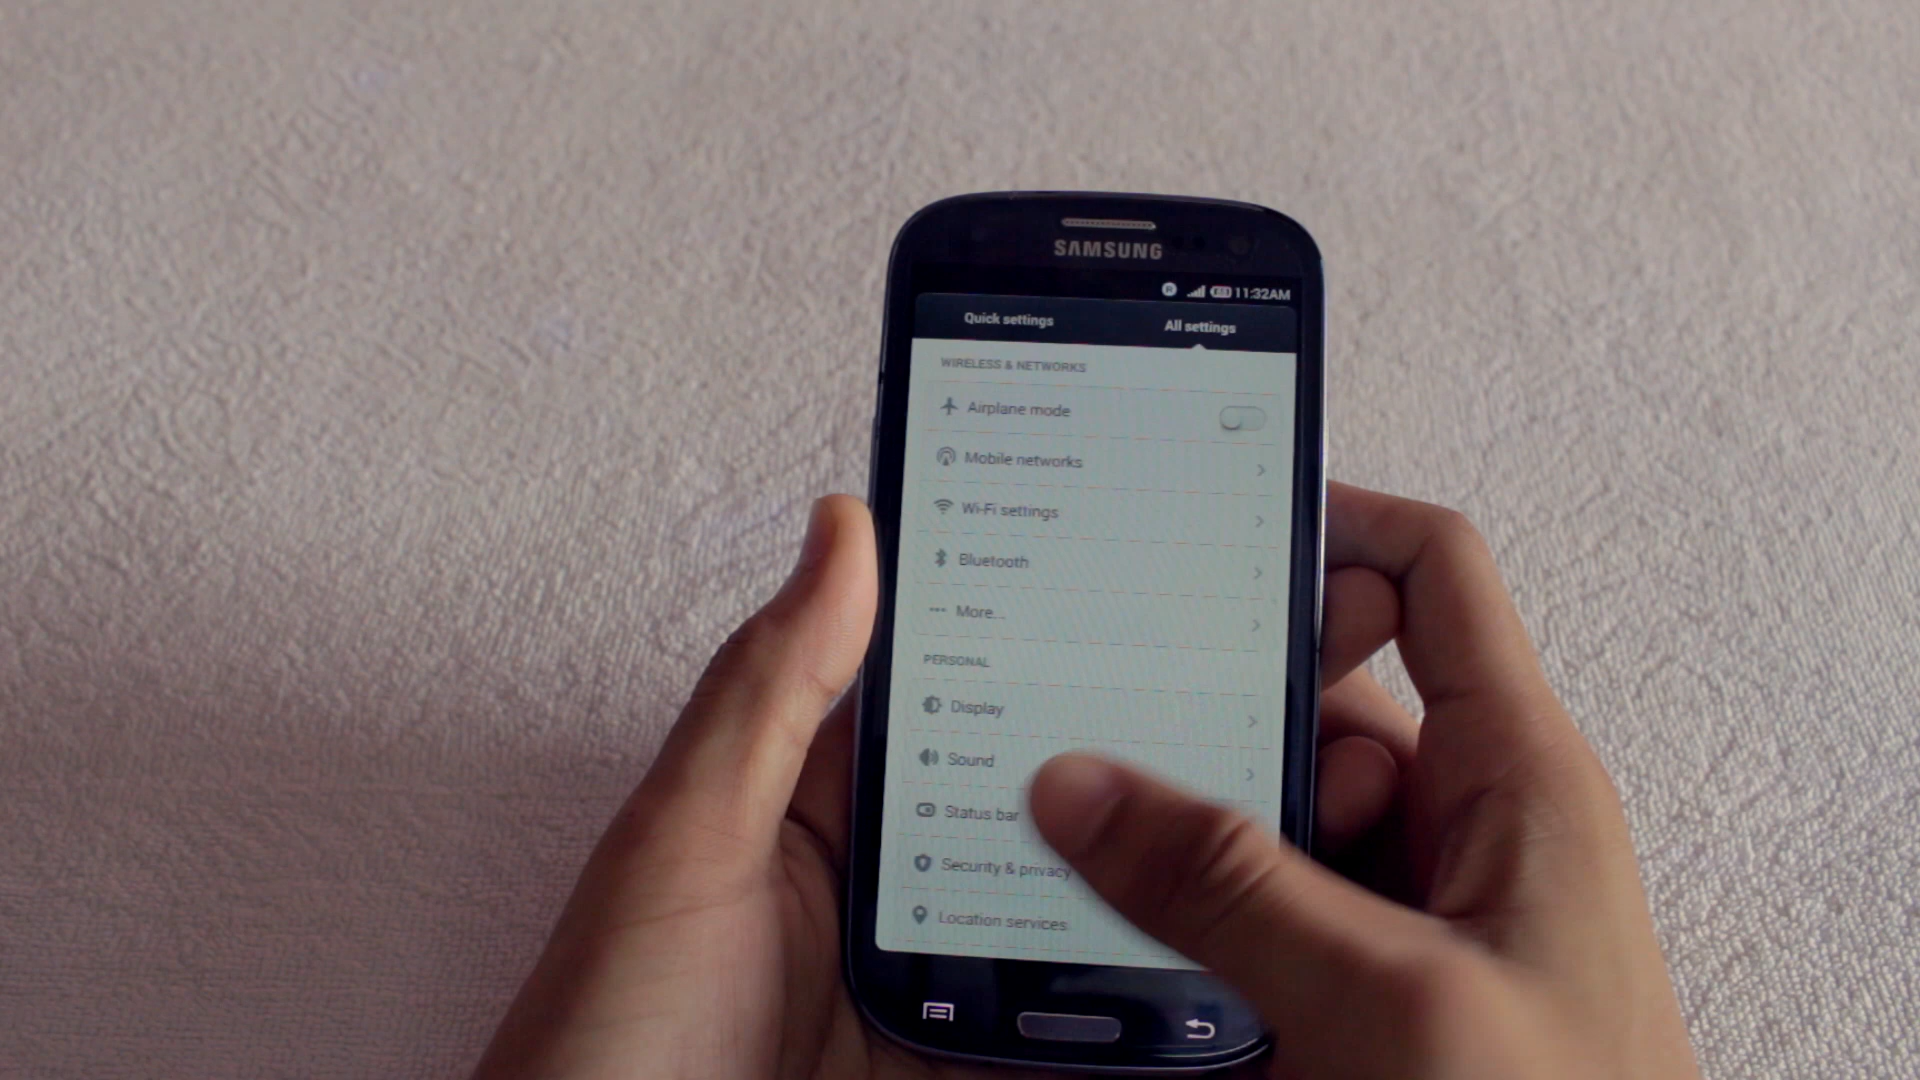 SAMSUNG
11:32AM
Quick settings
All settings
WIRELESS & NETWORKS
Airplane mode
Mobile networks
Wi-Fi settings
Bluetooth
More...
PERSONAL
Display
Sound
Status bar
Security & privacy
Location services